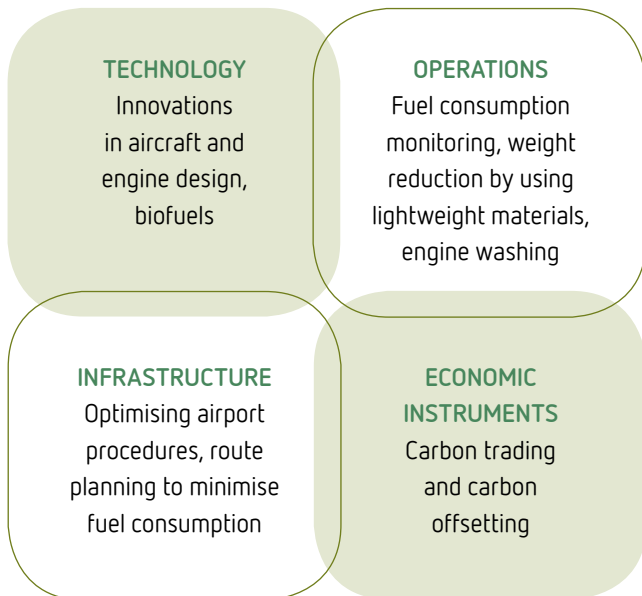 TECHNOLOGY
Innovations
in aircraft and
engine design,
biofuels
OPERATIONS
Fuel consumption
monitoring, weight
reduction by using
lightweight materials,
engine washing
INFRASTRUCTURE
Optimising airport
procedures, route
planning to minimise
fuel consumption
ECONOMIC
INSTRUMENTS
Carbon trading
and carbon
offsetting